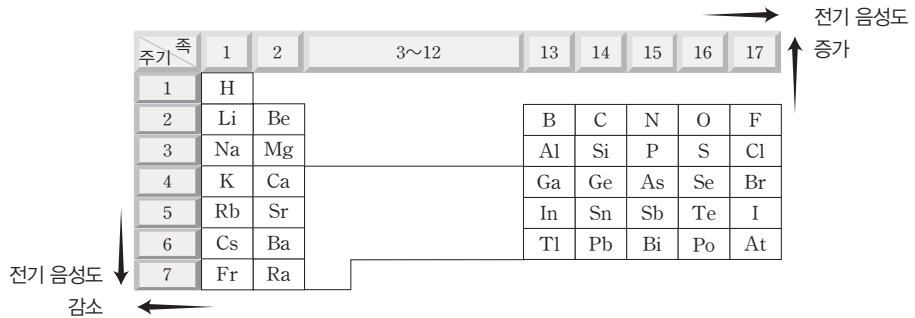 전기 음성도
증가
주기 족 1 2 3~12 13 14 15 16 17
1 H
2 Li Be B C N O F
3 Na Mg Al Si P S Cl
4 K Ca Ga Ge As Se Br
5 Rb Sr In Sn Sb Te I
6 Cs Ba Tl Pb Bi Po At
7 Fr Ra
전기 음성도
감소